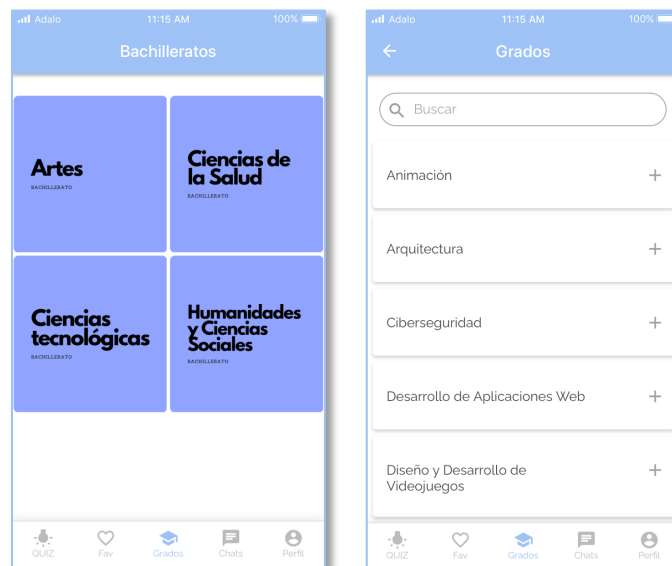 Adalo 11:15 AM 100%
Bachilleratos
Artes
BACHILLERATO
Ciencias de
la Salud
BACHILLERATO
Ciencias
tecnológicas
BACHILLERATO
Humanidades
y Ciencias
Sociales
BACHILLERATO
QUIZ Fav Grados Chats Perfil
Adalo 11:15 AM 100%
Grados
Buscar
Animación
Arquitectura
Ciberseguridad
Desarrollo de Aplicaciones Web
Diseño y Desarrollo de
Videojuegos
QUIZ Fav Grados Chats Perfil